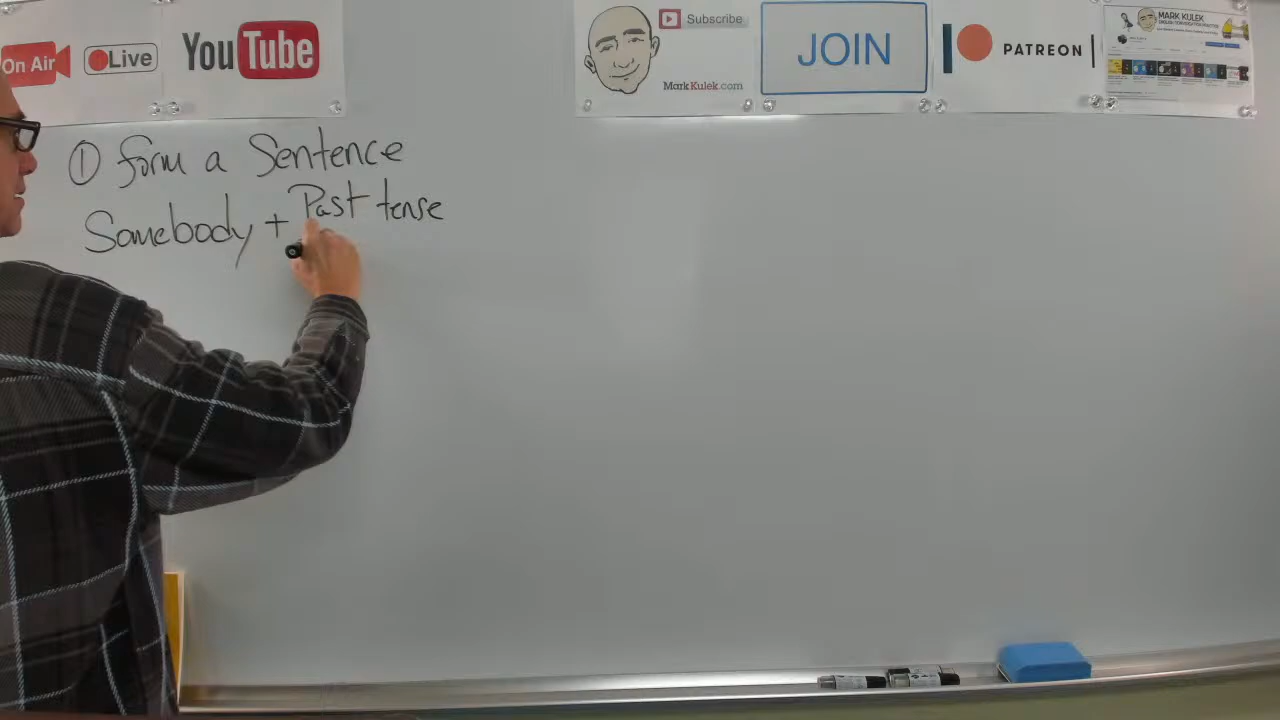 On Air
Live
YouTube
Subscribe
MarkKulek.com
JOIN
PATREON
MARK KULEK
① form a Sentence
Somebody + Past tense